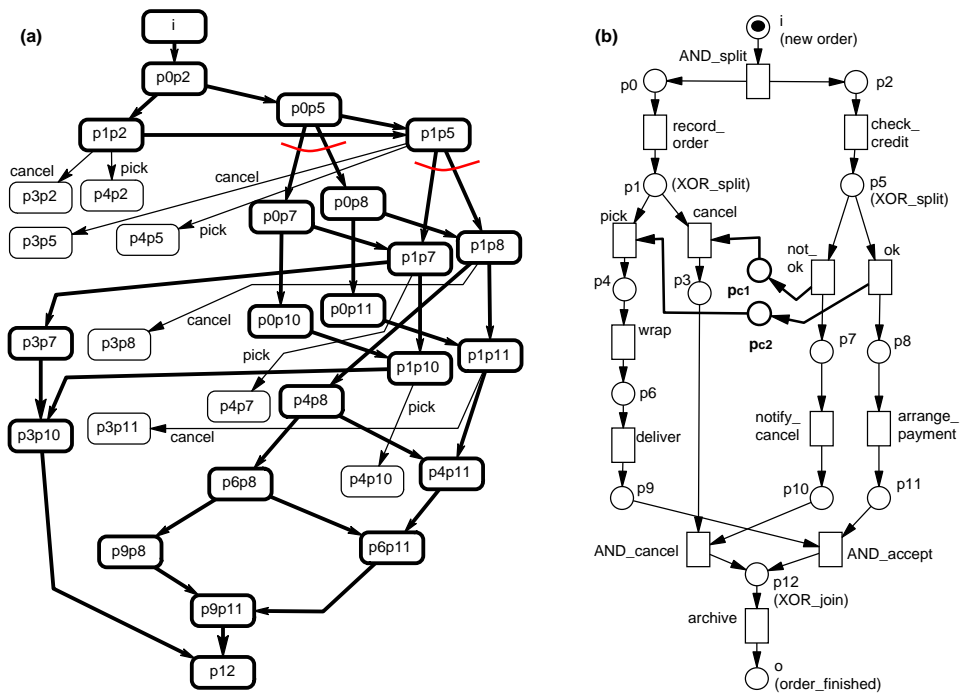 (a)
i
p0p2
p0p5
p1p2
p1p5
cancel
pick
p3p2
p4p2
cancel
p0p7
p0p8
p3p5
p4p5
pick
p1p7
p1p8
p0p10
p0p11
cancel
p3p7
p3p8
pick
p1p10
p1p11
p4p7
p4p8
pick
p3p10
p3p11
cancel
p4p10
p4p11
p6p8
p9p8
p6p11
p9p11
p12
(b)
i
(new order)
AND_split
p0
p2
record_
order
check_
credit
p1
(XOR_split)
p5
(XOR_split)
pick
cancel
not_
ok
ok
p4
p3
pc1
pc2
p7
p8
wrap
p6
deliver
notify_
cancel
arrange_
payment
p9
p10
p11
AND_cancel
AND_accept
p12
(XOR_join)
archive
o
(order_finished)